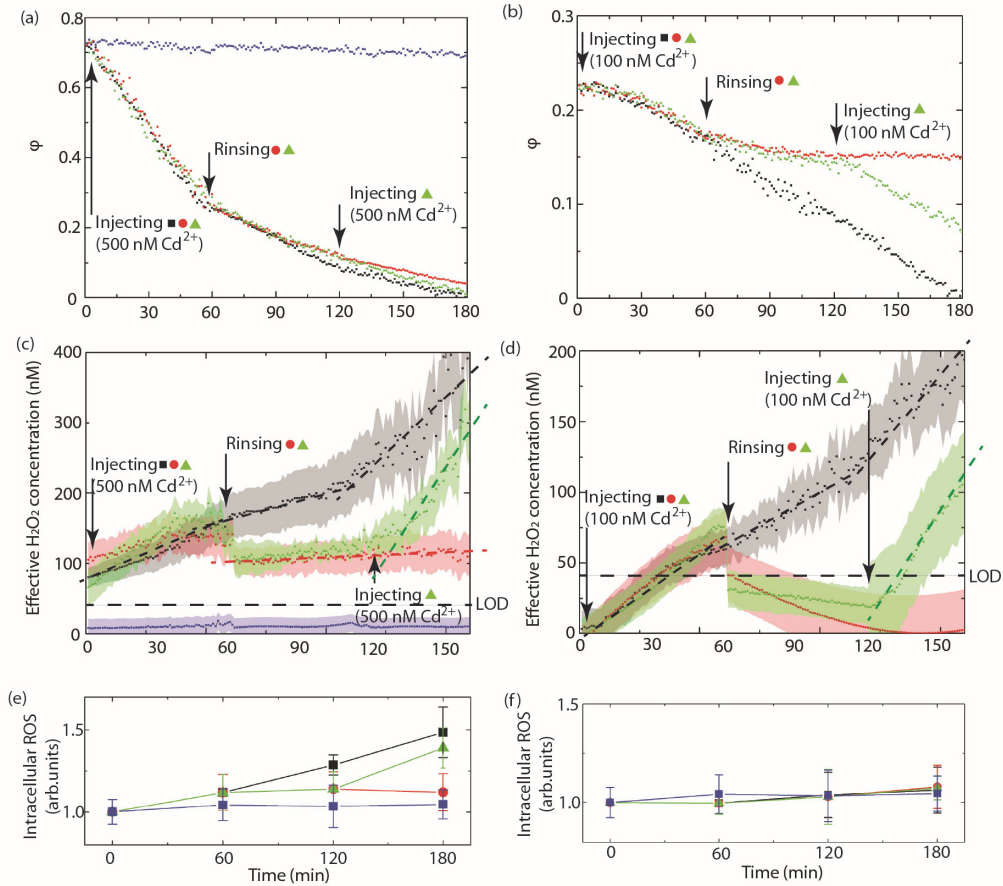 (a)
0.8
0.6
0.4
0.2
0
φ
Injecting
(500 nM Cd2+)
Rinsing
Injecting
(500 nM Cd2+)
0 30 60 90 120 150 180
(b)
0.3
0.2
0.1
0
φ
Injecting
(100 nM Cd2+)
Rinsing
Injecting
(100 nM Cd2+)
0 30 60 90 120 150 180
(c)
400
300
200
100
0
Effective H2O2 concentration (nM)
Injecting
(500 nM Cd2+)
Rinsing
Injecting
(500 nM Cd2+)
LOD
0 30 60 90 120 150
(d)
200
150
100
50
0
Effective H2O2 concentration (nM)
Injecting
(100 nM Cd2+)
Rinsing
Injecting
(100 nM Cd2+)
LOD
0 30 60 90 120 150
(e)
1.5
1.0
Intracellular ROS
(arb.units)
0 60 120 180
Time (min)
(f)
1.5
1.0
Intracellular ROS
(arb.units)
0 60 120 180
Time (min)